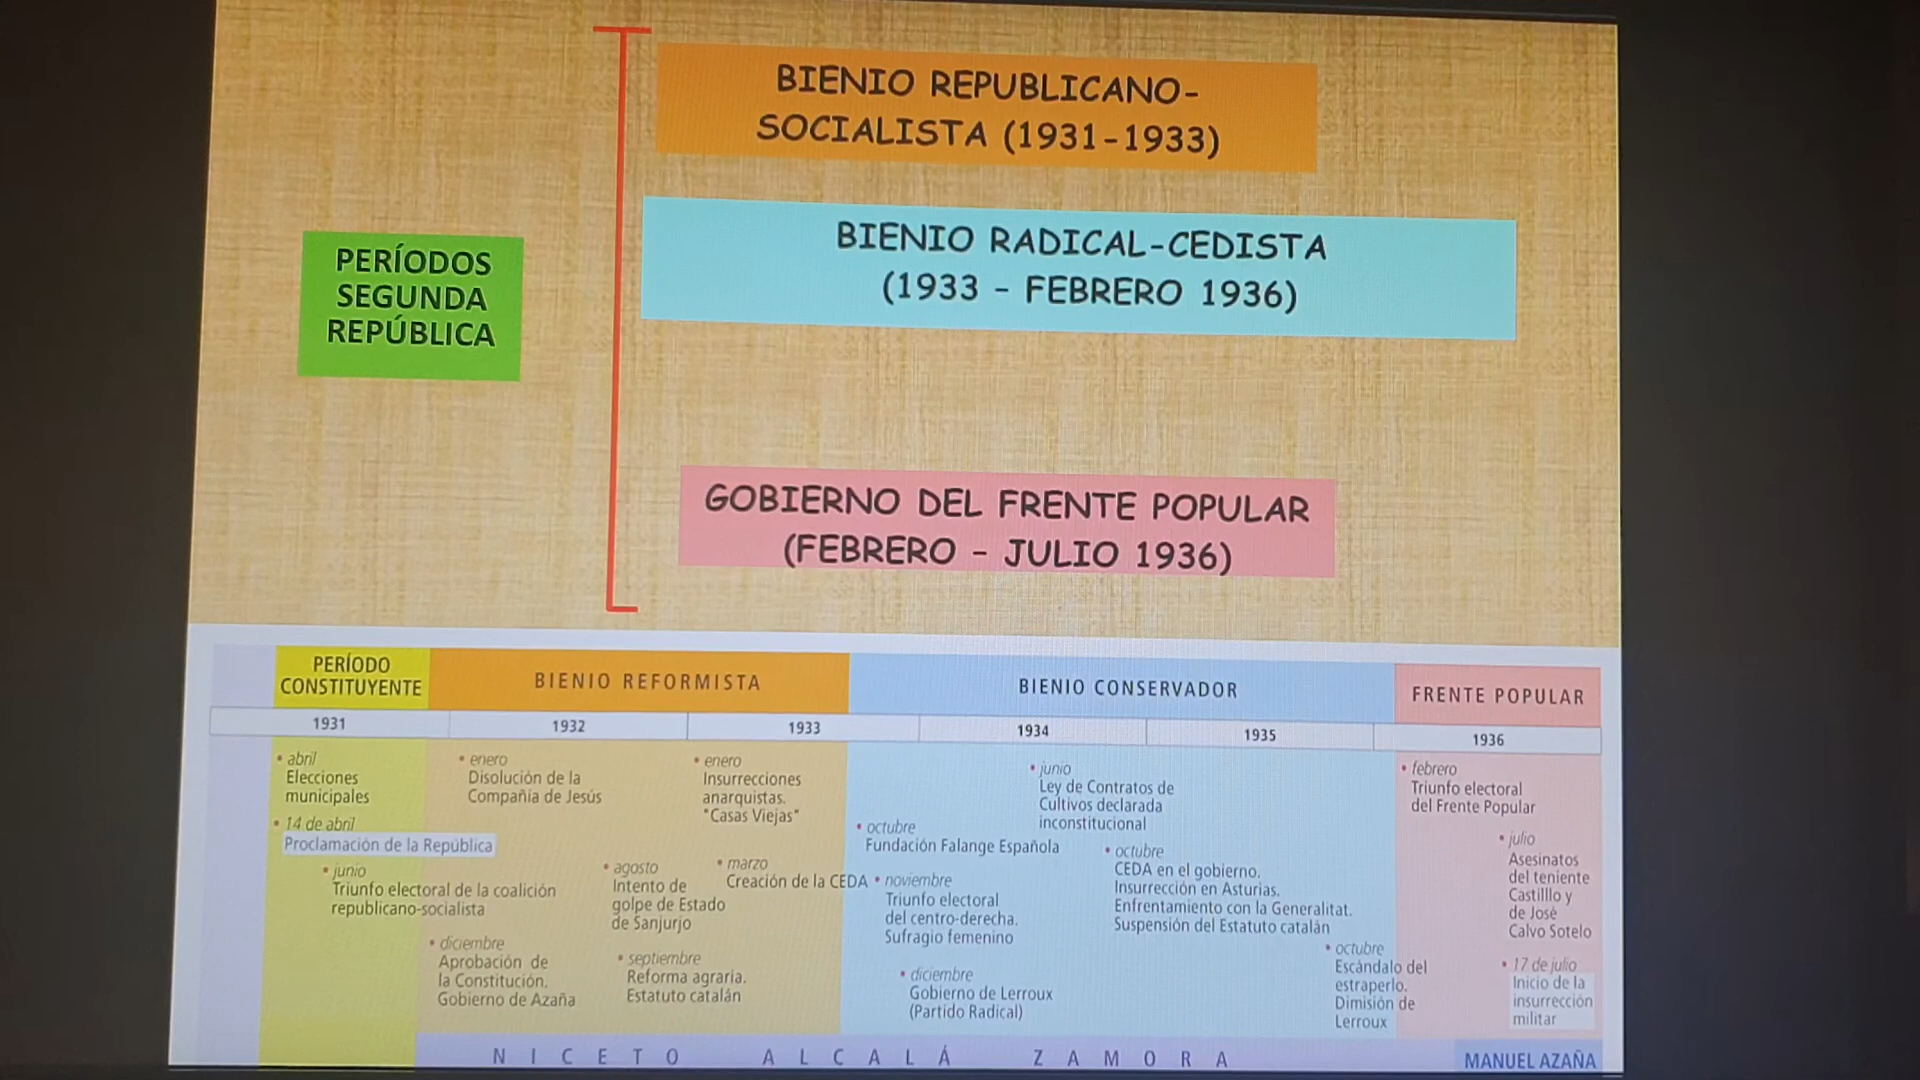 BIENIO REPUBLICANO-
SOCIALISTA (1931-1933)
BIENIO RADICAL-CEDISTA
(1933 - FEBRERO 1936)
PERÍODOS
SEGUNDA
REPÚBLICA
GOBIERNO DEL FRENTE POPULAR
(FEBRERO - JULIO 1936)
PERÍODO
CONSTITUYENTE
BIENIO REFORMISTA
BIENIO CONSERVADOR
FRENTE POPULAR
1931
1932
1933
1934
1935
1936
• abril
Elecciones
municipales
• 14 de abril
Proclamación de la República
• junio
Triunfo electoral de la coalición
republicano-socialista
• diciembre
Aprobación de
la Constitución.
Gobierno de Azaña
• enero
Disolución de la
Compañia de Jesús
• agosto
Intento de
golpe de Estado
de Sanjurjo
• septiembre
Reforma agraria.
Estatuto catalán
• enero
Insurrecciones
anarquistas.
"Casas Viejas"
• marzo
Creación de la CEDA
• octubre
Fundación Falange Española
• noviembre
Triunfo electoral
del centro-derecha.
Sufragio femenino
• diciembre
Gobierno de Lerroux
(Partido Radical)
• junio
Ley de Contratos de
Cultivos declarada
inconstitucional
• octubre
CEDA en el gobierno.
Insurrección en Asturias.
Enfrentamiento con la Generalitat.
Suspensión del Estatuto catalán
• octubre
Escándalo del
estraperlo.
Dimisión de
Lerroux
• febrero
Triunfo electoral
del Frente Popular
• julio
Asesinatos
del teniente
Castilllo y
de José
Calvo Sotelo
• 17 de julio
Inicio de la
insurrección
militar
NICETO ALCALÁ ZAMORA
MANUEL AZAÑA